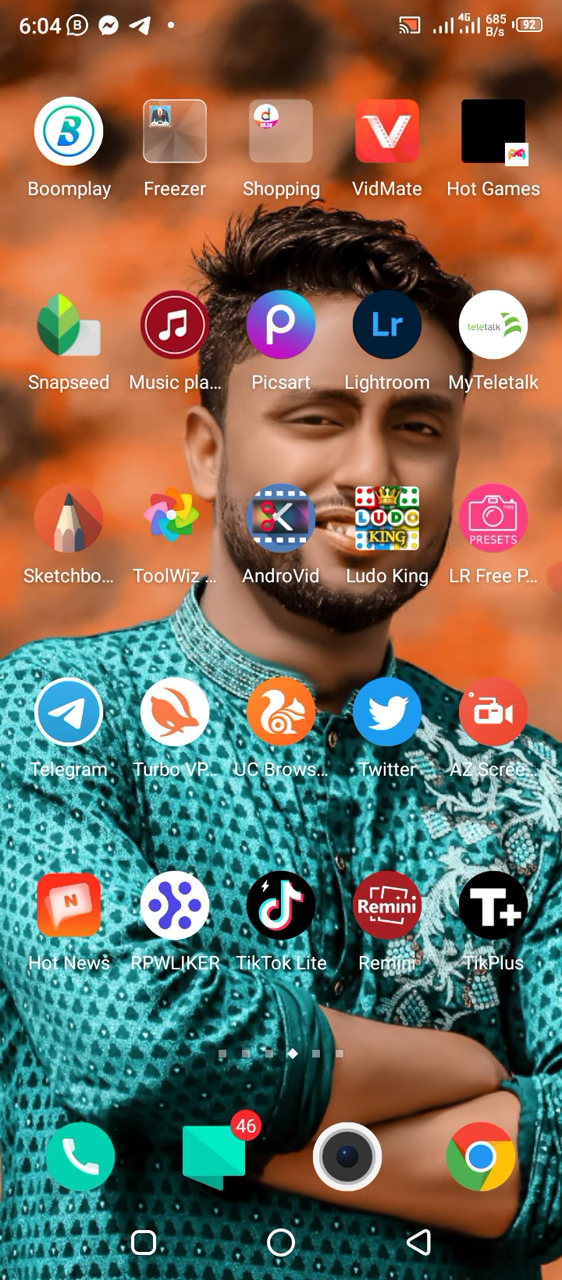 6:04
4G
685
B/s
92
Boomplay
Freezer
Shopping
VidMate
Hot Games
Lr
teletalk
Snapseed
Music pla...
Picsart
Lightroom
MyTeletalk
LUDO
KING
FREE
PRESETS
Sketchbo...
ToolWiz ...
AndroVid
Ludo King
LR Free P...
Telegram
Turbo VP...
UC Brows...
Twitter
AZ Scree...
N
Remini
T+
Hot News
RPWLIKER
TikTok Lite
Remini
TikPlus
46